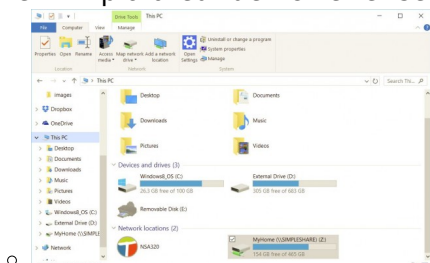 Drive Tools This PC
File Computer View Manage
Properties Open Rename Access media Map network drive Add a network location Open Settings Uninstall or change a program
System properties
Manage
Location Network System
This PC Search This...
images
Dropbox
OneDrive
This PC
Desktop
Documents
Downloads
Music
Pictures
Videos
Windows8_OS (C:)
External Drive (D:)
MyHome (\\SIMPLE
Network
Desktop Documents
Downloads Music
Pictures Videos
Devices and drives (3)
Windows8_OS (C:) External Drive (D:)
26.3 GB free of 100 GB 305 GB free of 665 GB
Removable Disk (E:)
Network locations (2)
NSA320 MyHome (\\SIMPLESHARE) (Z:)
154 GB free of 465 GB